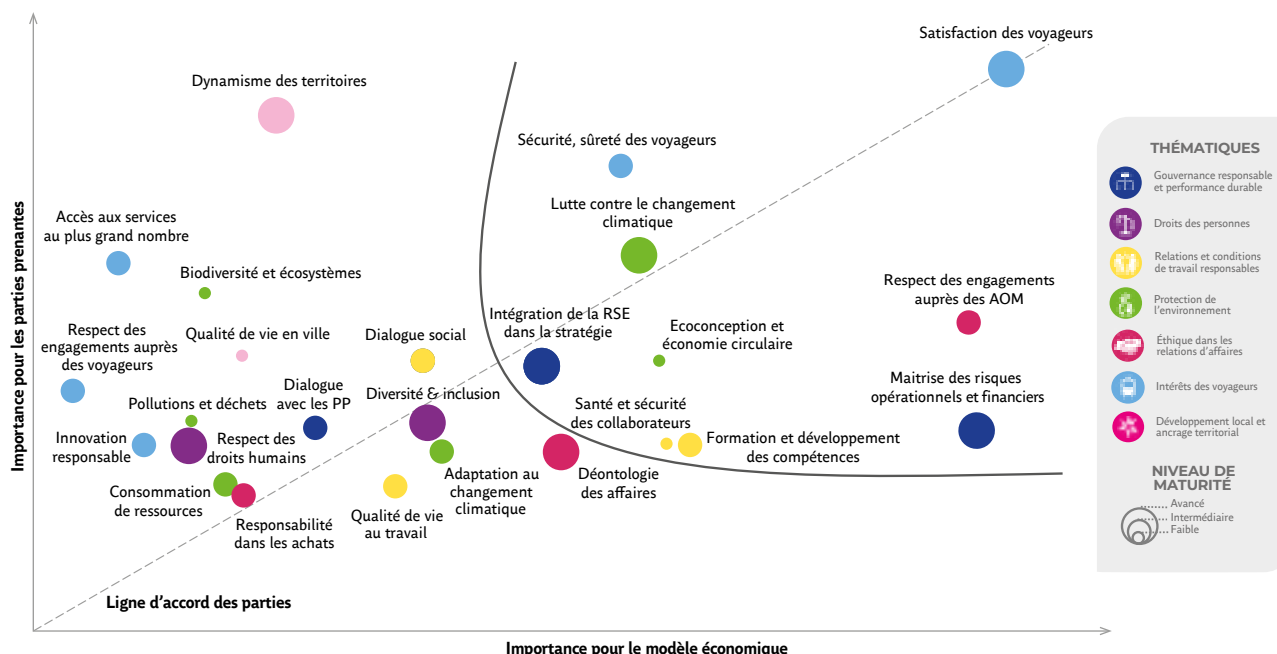 Satisfaction des voyageurs
Dynamisme des territoires
Sécurité, sûreté des voyageurs
Lutte contre le changement
climatique
Accès aux services
au plus grand nombre
Biodiversité et écosystèmes
Respect des engagements
auprès des AOM
Intégration de la RSE
dans la stratégie
Ecoconception et
économie circulaire
Respect des
engagements auprès
des voyageurs
Qualité de vie en ville
Dialogue social
Dialogue
avec les PP
Diversité & inclusion
Maitrise des risques
opérationnels et financiers
Pollutions et déchets
Santé et sécurité
des collaborateurs
Innovation
responsable
Respect des
droits humains
Formation et développement
des compétences
Adaptation au
changement
climatique
Déontologie
des affaires
Consommation
de ressources
Responsabilité
dans les achats
Qualité de vie
au travail
Ligne d'accord des parties
Importance pour les parties prenantes
Importance pour le modèle économique
THÉMATIQUES
Gouvernance responsable
et performance durable
Droits des personnes
Relations et conditions
de travail responsables
Protection de
l'environnement
Éthique dans les
relations d'affaires
Intérêts des voyageurs
Développement local et
ancrage territorial
NIVEAU DE
MATURITÉ
Avancé
Intermédiaire
Faible